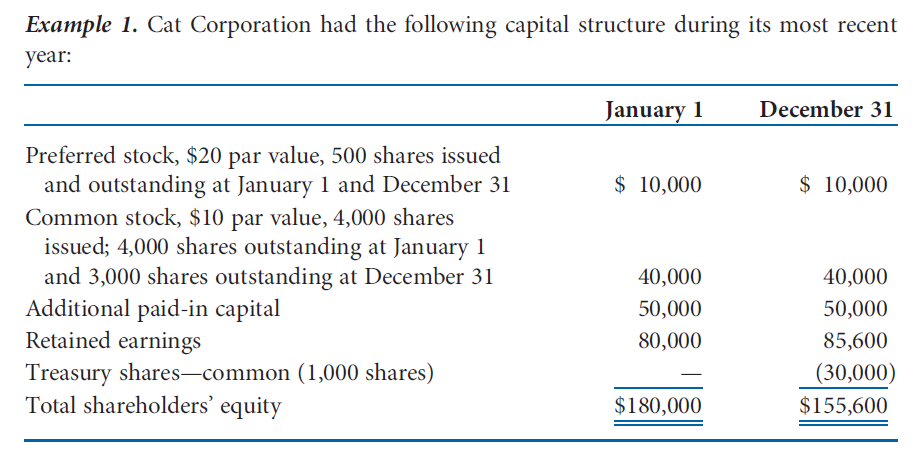 Example 1. Cat Corporation had the following capital structure during its most recent
year:
January 1 December 31
Preferred stock, $20 par value, 500 shares issued
and outstanding at January 1 and December 31 $ 10,000 $ 10,000
Common stock, $10 par value, 4,000 shares
issued; 4,000 shares outstanding at January 1
and 3,000 shares outstanding at December 31 40,000 40,000
Additional paid-in capital 50,000 50,000
Retained earnings 80,000 85,600
Treasury shares—common (1,000 shares) — (30,000)
Total shareholders’ equity $180,000 $155,600